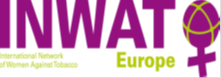 INWAT
International Network
of Women Against Tobacco
Europe